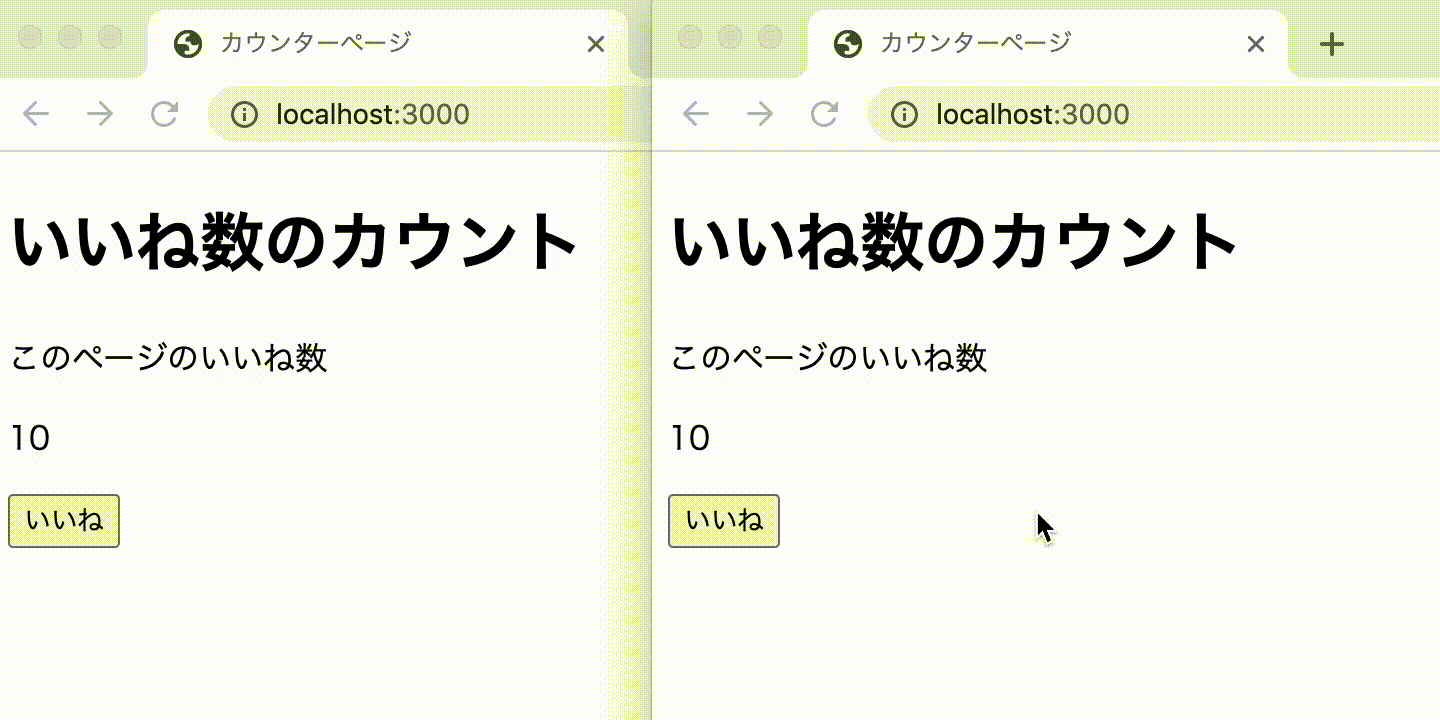 カウンターページ
localhost:3000
いいね数のカウント
このページのいいね数
10
いいね
カウンターページ
localhost:3000
いいね数のカウント
このページのいいね数
10
いいね